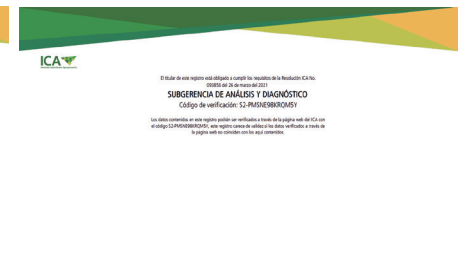 ICA
El titular de este registro está obligado a cumplir los requisitos de la Resolución ICA No.
093856 del 26 de marzo del 2021
SUBGERENCIA DE ANÁLISIS Y DIAGNÓSTICO
Código de verificación: S2-PMSNE98KRQM5Y
Los datos contenidos en este registro podrán ser verificados a través de la página web del ICA con
el código S2-PMSNE98KRQM5Y, este registro carece de validez si los datos verificados a través de
la página web no coinciden con los aquí contenidos